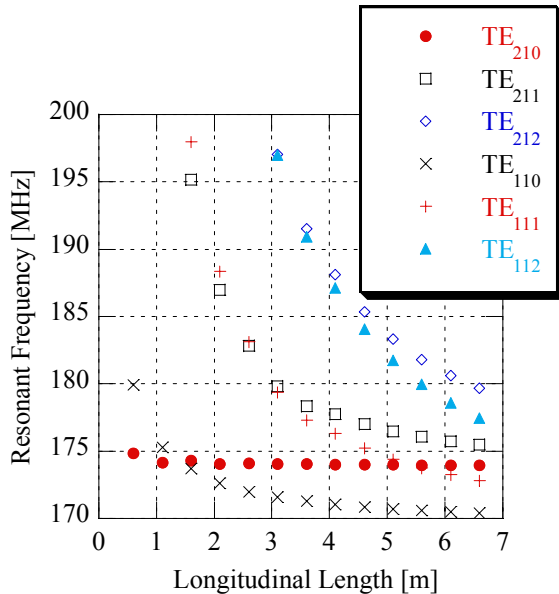 TE₂₁₀
TE₂₁₁
TE₂₁₂
TE₁₁₀
TE₁₁₁
TE₁₁₂
Resonant Frequency [MHz]
200
195
190
185
180
175
170
0 1 2 3 4 5 6 7
Longitudinal Length [m]